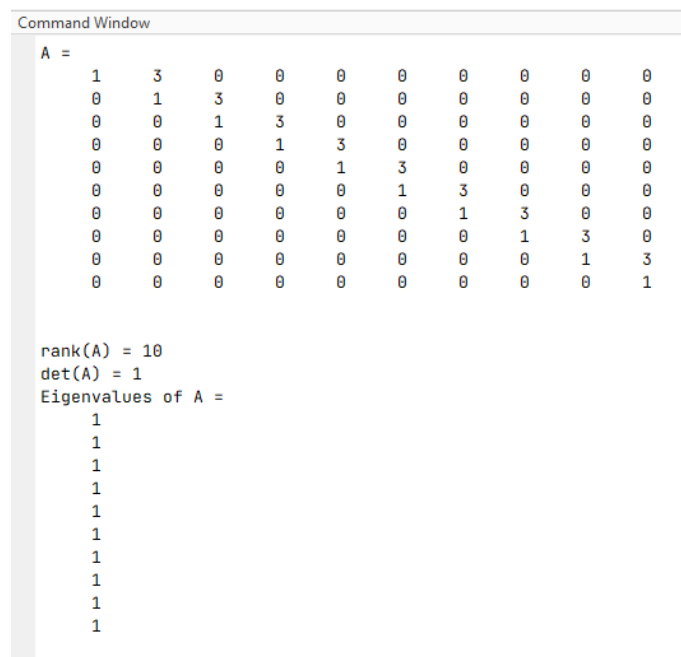 Command Window
A =
1 3 0 0 0 0 0 0 0 0
0 1 3 0 0 0 0 0 0 0
0 0 1 3 0 0 0 0 0 0
0 0 0 1 3 0 0 0 0 0
0 0 0 0 1 3 0 0 0 0
0 0 0 0 0 1 3 0 0 0
0 0 0 0 0 0 1 3 0 0
0 0 0 0 0 0 0 1 3 0
0 0 0 0 0 0 0 0 1 3
0 0 0 0 0 0 0 0 0 1
rank(A) = 10
det(A) = 1
Eigenvalues of A =
1
1
1
1
1
1
1
1
1
1